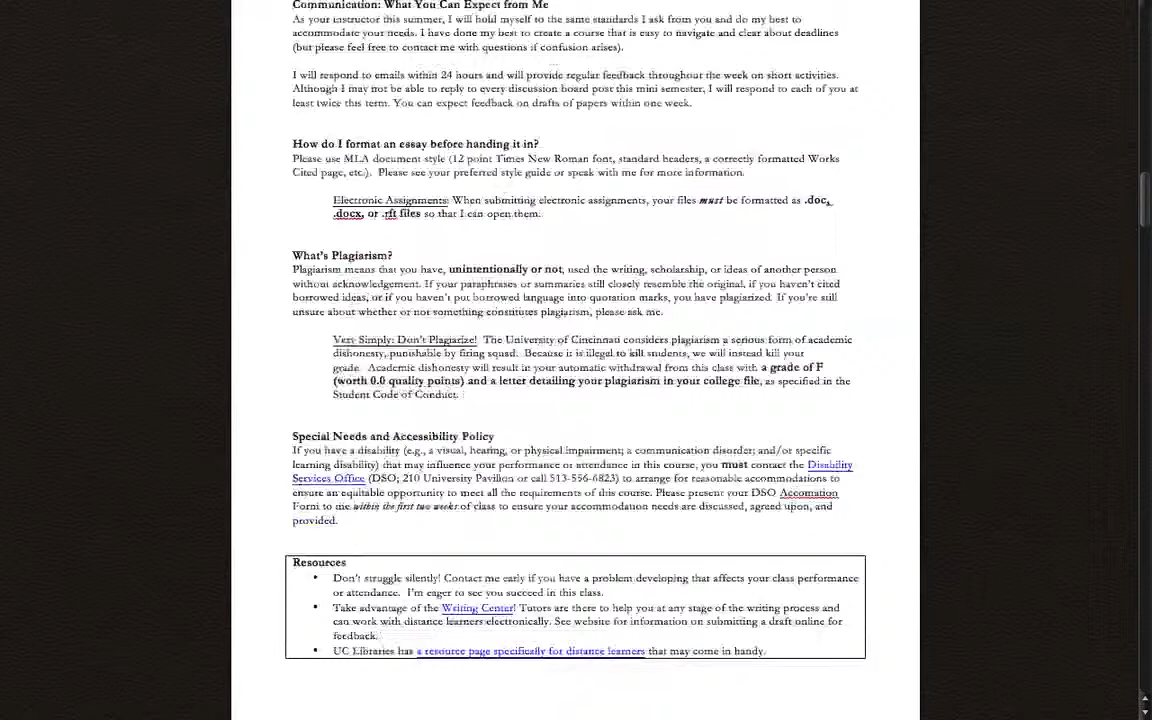 Communication: What You Can Expect from Me
As your instructor this summer, I will hold myself to the same standards I ask from you and do my best to
accommodate your needs. I have done my best to create a course that is easy to navigate and clear about deadlines
(but please feel free to contact me with questions if confusion arises).
I will respond to emails within 24 hours and will provide regular feedback throughout the week on short activities.
Although I may not be able to reply to every discussion board post this mini semester, I will respond to each of you at
least twice this term. You can expect feedback on drafts of papers within one week.
How do I format an essay before handing it in?
Please use MLA document style (12 point Times New Roman font, standard headers, a correctly formatted Works
Cited page, etc.). Please see your preferred style guide or speak with me for more information.
Electronic Assignments: When submitting electronic assignments, your files must be formatted as .doc,
.docx, or .rft files so that I can open them.
What's Plagiarism?
Plagiarism means that you have, unintentionally or not, used the writing, scholarship, or ideas of another person
without acknowledgement. If your paraphrases or summaries still closely resemble the original, if you haven't cited
borrowed ideas, or if you haven't put borrowed language into quotation marks, you have plagiarized. If you're still
unsure about whether or not something constitutes plagiarism, please ask me.
Very Simply: Don't Plagiarize! The University of Cincinnati considers plagiarism a serious form of academic
dishonesty, punishable by firing squad. Because it is illegal to kill students, we will instead kill your
grade. Academic dishonesty will result in your automatic withdrawal from this class with a grade of F
(worth 0.0 quality points) and a letter detailing your plagiarism in your college file, as specified in the
Student Code of Conduct.
Special Needs and Accessibility Policy
If you have a disability (e.g., a visual, hearing, or physical impairment; a communication disorder; and/or specific
learning disability) that may influence your performance or attendance in this course, you must contact the Disability
Services Office (DSO; 210 University Pavilion or call 513-556-6823) to arrange for reasonable accommodations to
ensure an equitable opportunity to meet all the requirements of this course. Please present your DSO Accomation
Form to me within the first two weeks of class to ensure your accommodation needs are discussed, agreed upon, and
provided.
Resources
• Don't struggle silently! Contact me early if you have a problem developing that affects your class performance
or attendance. I'm eager to see you succeed in this class.
• Take advantage of the Writing Center! Tutors are there to help you at any stage of the writing process and
can work with distance learners electronically. See website for information on submitting a draft online for
feedback.
• UC Libraries has a resource page specifically for distance learners that may come in handy.